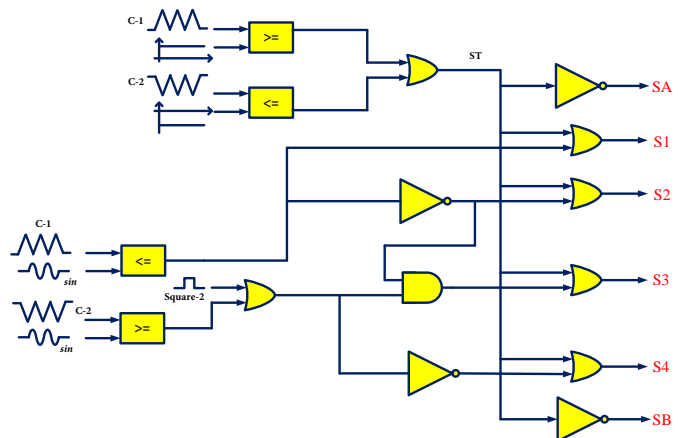 C-1
>=
ST
C-2
<=
SA
S1
S2
C-1
<=
sin
Square-2
S3
C-2
>=
sin
S4
SB